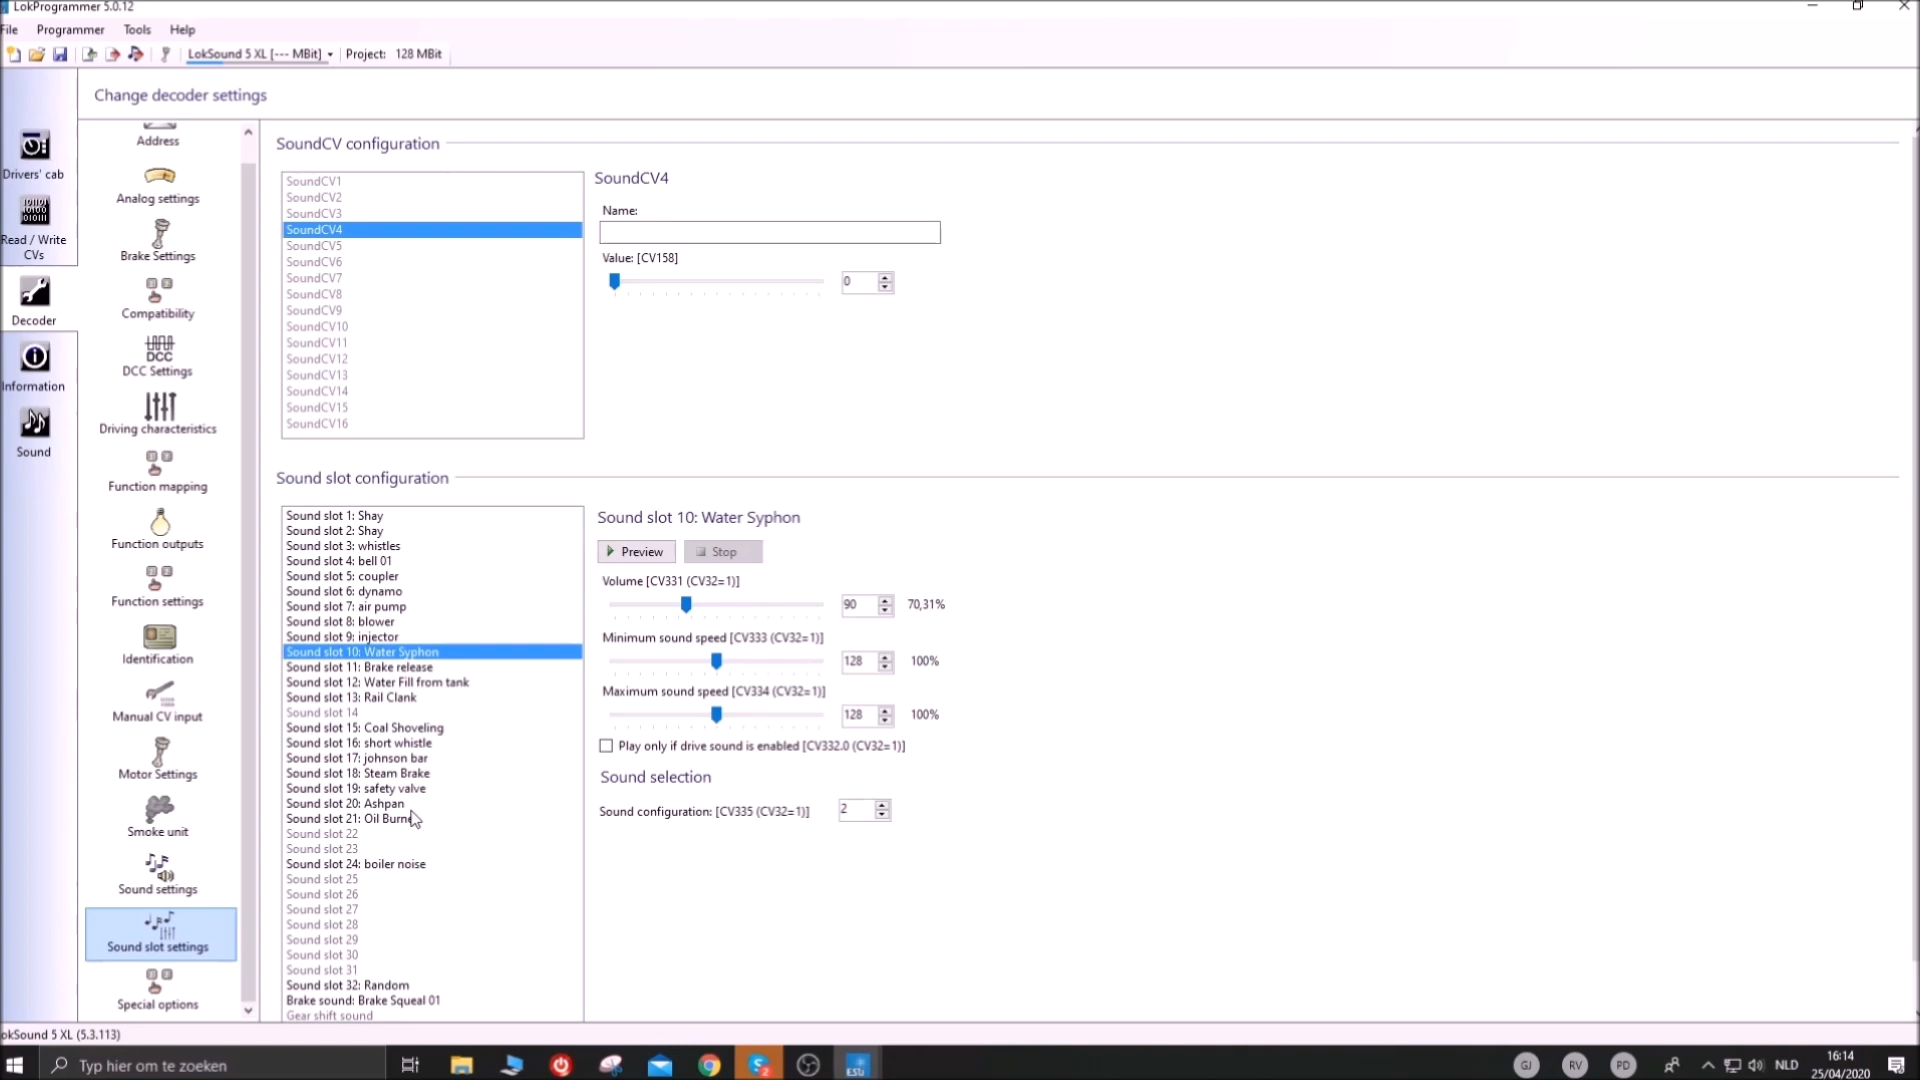 LokProgrammer 5.0.12
File Programmer Tools Help
LokSound 5 XL [--- MBit] Project: 128 MBit
Change decoder settings
Drivers' cab
Read / Write
CVs
Decoder
Information
Sound
Address
Analog settings
Brake Settings
Compatibility
DCC
DCC Settings
Driving characteristics
Function mapping
Function outputs
Function settings
Identification
Manual CV input
Motor Settings
Smoke unit
Sound settings
Sound slot settings
Special options
SoundCV configuration
SoundCV1
SoundCV2
SoundCV3
SoundCV4
SoundCV5
SoundCV6
SoundCV7
SoundCV8
SoundCV9
SoundCV10
SoundCV11
SoundCV12
SoundCV13
SoundCV14
SoundCV15
SoundCV16
SoundCV4
Name:
Value: [CV158]
0
Sound slot configuration
Sound slot 1: Shay
Sound slot 2: Shay
Sound slot 3: whistles
Sound slot 4: bell 01
Sound slot 5: coupler
Sound slot 6: dynamo
Sound slot 7: air pump
Sound slot 8: blower
Sound slot 9: injector
Sound slot 10: Water Syphon
Sound slot 11: Brake release
Sound slot 12: Water Fill from tank
Sound slot 13: Rail Clank
Sound slot 14
Sound slot 15: Coal Shoveling
Sound slot 16: short whistle
Sound slot 17: johnson bar
Sound slot 18: Steam Brake
Sound slot 19: safety valve
Sound slot 20: Ashpan
Sound slot 21: Oil Burne
Sound slot 22
Sound slot 23
Sound slot 24: boiler noise
Sound slot 25
Sound slot 26
Sound slot 27
Sound slot 28
Sound slot 29
Sound slot 30
Sound slot 31
Sound slot 32: Random
Brake sound: Brake Squeal 01
Gear shift sound
Sound slot 10: Water Syphon
Preview Stop
Volume [CV331 (CV32=1)]
90 70,31%
Minimum sound speed [CV333 (CV32=1)]
128 100%
Maximum sound speed [CV334 (CV32=1)]
128 100%
Play only if drive sound is enabled [CV332.0 (CV32=1)]
Sound selection
Sound configuration: [CV335 (CV32=1)] 2
okSound 5 XL (5.3.113)
Typ hier om te zoeken
ESU
GJ RV PD NLD
16:14
25/04/2020